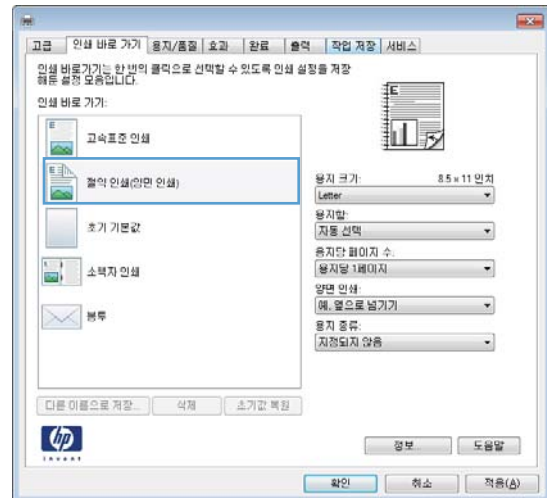 고급
인쇄 바로 가기
용지/품질
효과
완료
출력
작업 저장
서비스
인쇄 바로가기는 한 번의 클릭으로 선택할 수 있도록 인쇄 설정을 저장
해둔 설정 모음입니다.
인쇄 바로 가기:
고속표준 인쇄
절약 인쇄(양면 인쇄)
초기 기본값
소책자 인쇄
봉투
다른 이름으로 저장...
삭제
초기값 복원
E
용지 크기:
8.5 × 11 인치
Letter
용지함:
자동 선택
용지당 페이지 수:
용지당 1페이지
양면 인쇄:
예, 옆으로 넘기기
용지 종류:
지정되지 않음
hp
invent
정보...
도움말
확인
취소
적용(A)